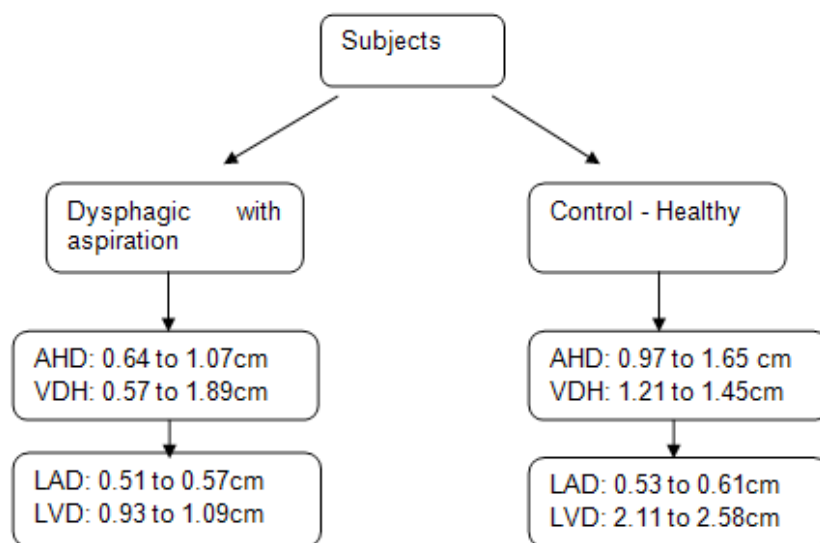 Subjects
Dysphagic with
aspiration
Control - Healthy
AHD: 0.64 to 1.07cm
VDH: 0.57 to 1.89cm
AHD: 0.97 to 1.65 cm
VDH: 1.21 to 1.45cm
LAD: 0.51 to 0.57cm
LVD: 0.93 to 1.09cm
LAD: 0.53 to 0.61cm
LVD: 2.11 to 2.58cm